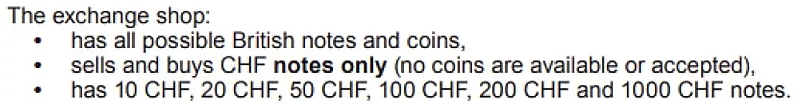 The exchange shop:
• has all possible British notes and coins,
• sells and buys CHF notes only (no coins are available or accepted),
• has 10 CHF, 20 CHF, 50 CHF, 100 CHF, 200 CHF and 1000 CHF notes.